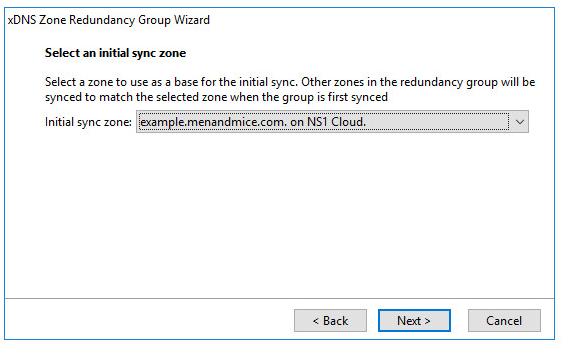 xDNS Zone Redundancy Group Wizard
Select an initial sync zone
Select a zone to use as a base for the initial sync. Other zones in the redundancy group will be
synced to match the selected zone when the group is first synced
Initial sync zone: example.menandmice.com. on NS1 Cloud.
< Back Next > Cancel